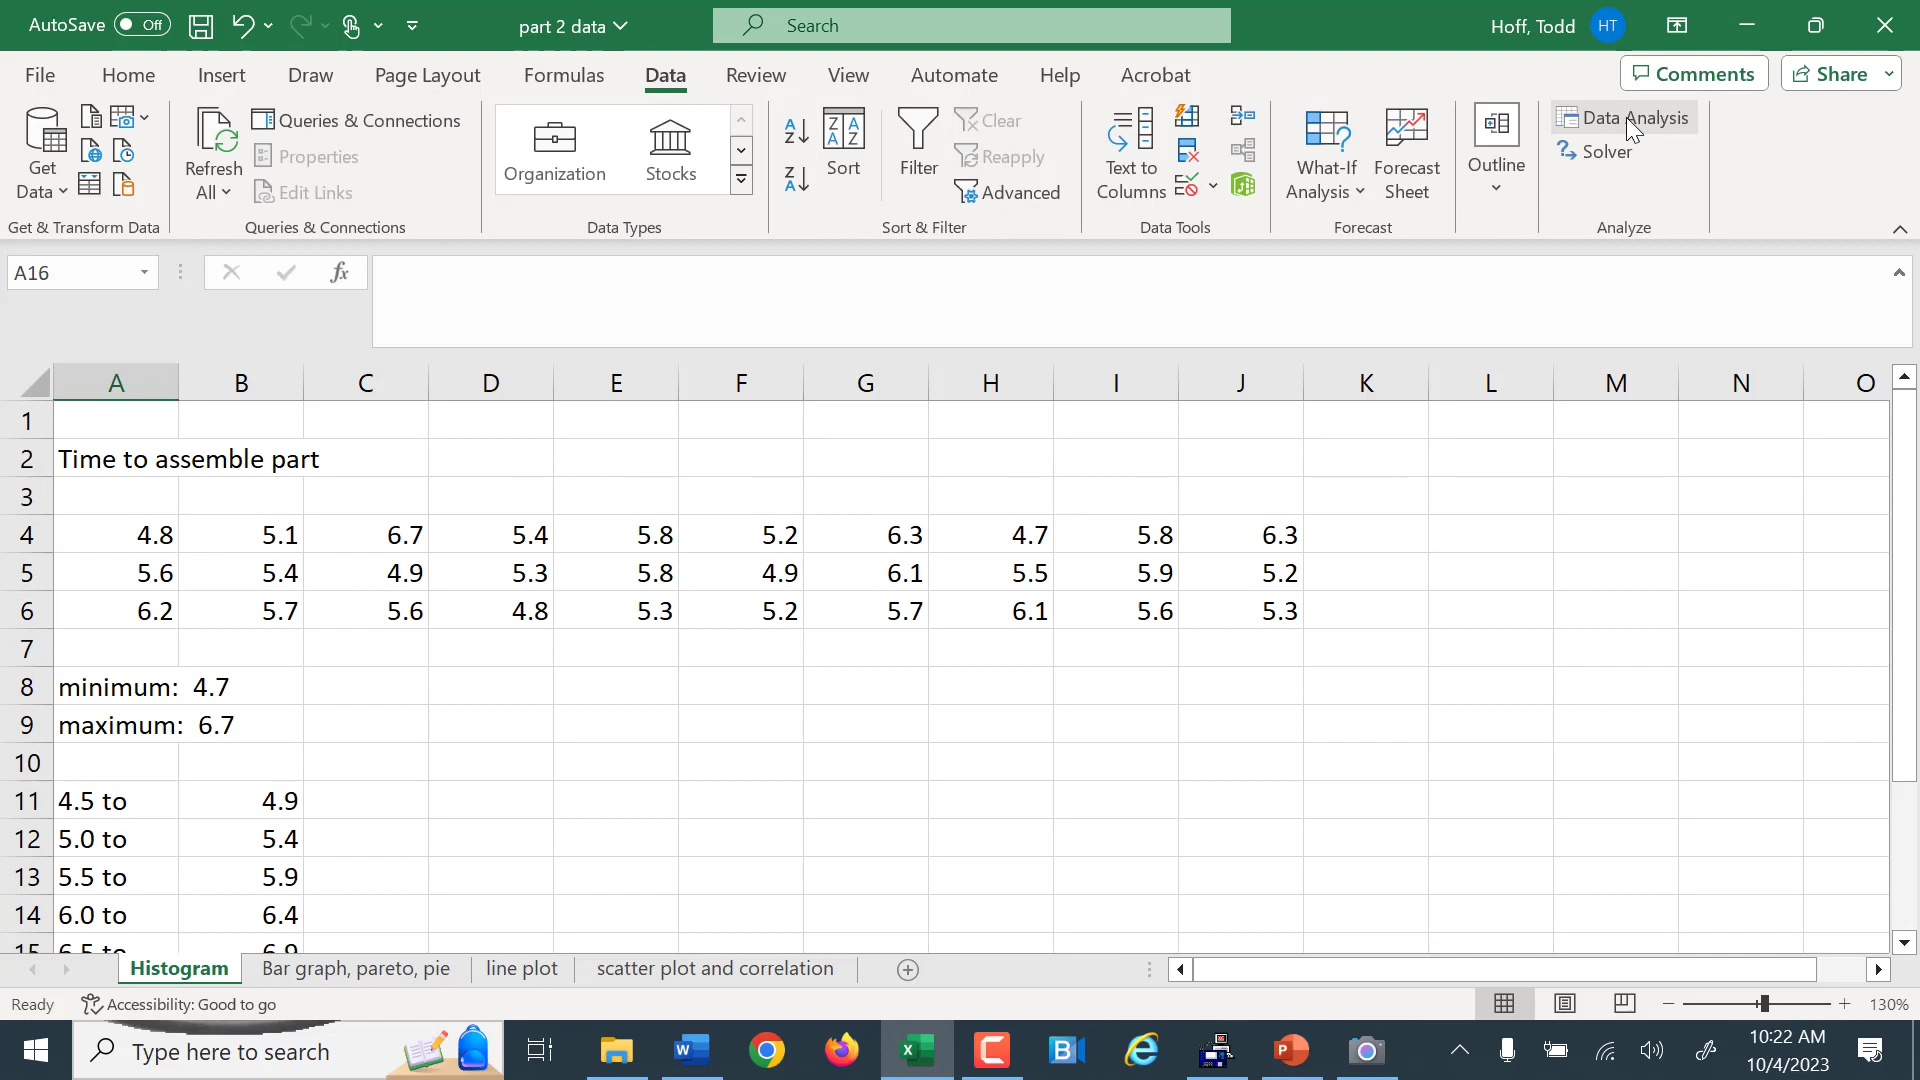 AutoSave Off part 2 data Search Hoff, Todd HT
File Home Insert Draw Page Layout Formulas Data Review View Automate Help Acrobat Comments Share
Get Data
Refresh All
Queries & Connections
Properties
Edit Links
Organization Stocks
Sort
Filter
Clear
Reapply
Advanced
Text to Columns
What-If Analysis
Forecast Sheet
Outline
Data Analysis
Solver
Get & Transform Data Queries & Connections Data Types Sort & Filter Data Tools Forecast Analyze
A16 fx
A B C D E F G H I J K L M N O
1
2 Time to assemble part
3
4 4.8 5.1 6.7 5.4 5.8 5.2 6.3 4.7 5.8 6.3
5 5.6 5.4 4.9 5.3 5.8 4.9 6.1 5.5 5.9 5.2
6 6.2 5.7 5.6 4.8 5.3 5.2 5.7 6.1 5.6 5.3
7
8 minimum: 4.7
9 maximum: 6.7
10
11 4.5 to 4.9
12 5.0 to 5.4
13 5.5 to 5.9
14 6.0 to 6.4
15 6.5 to 6.9
Histogram Bar graph, pareto, pie line plot scatter plot and correlation
Ready Accessibility: Good to go 130%
Type here to search
10:22 AM
10/4/2023